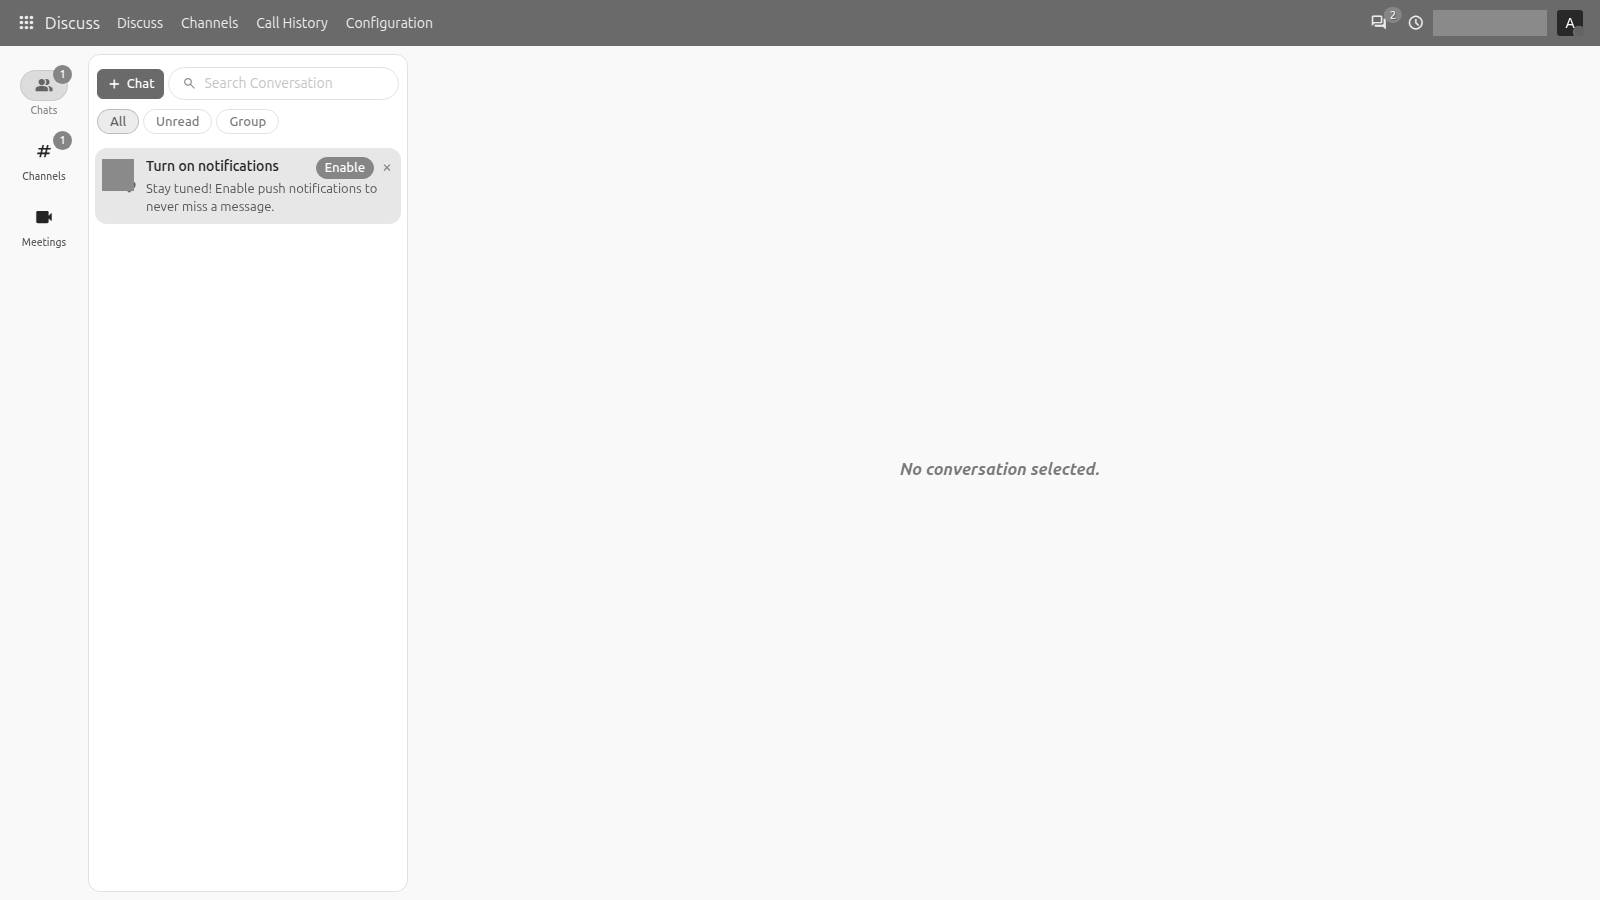 Discuss Discuss Channels Call History Configuration 2 A
1
Chats
1
Channels
Meetings
+ Chat Search Conversation
All Unread Group
Turn on notifications Enable ×
Stay tuned! Enable push notifications to
never miss a message.
No conversation selected.